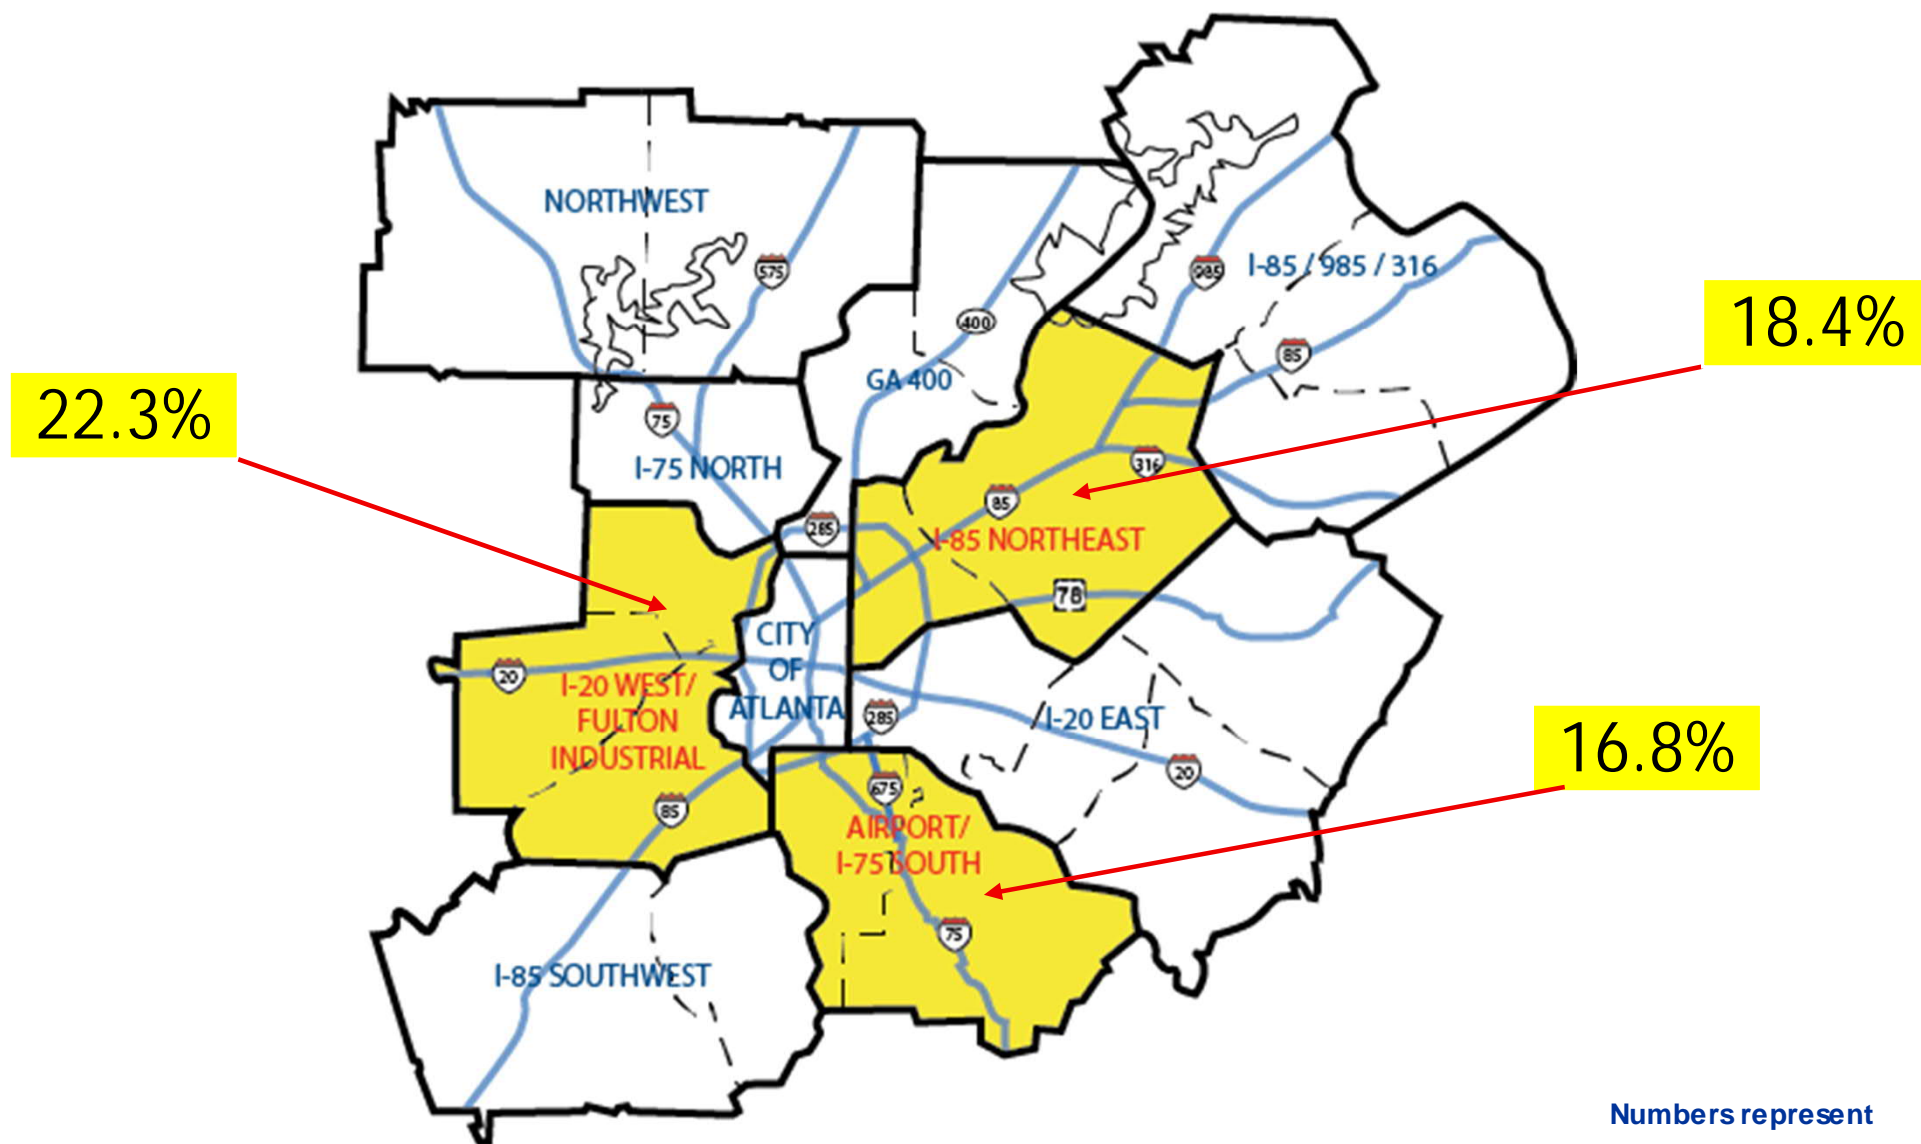 NORTHWEST
575
985
I-85 / 985 / 316
18.4%
400
85
GA 400
22.3%
75
I-75 NORTH
316
85
285
I-85 NORTHEAST
78
CITY
OF
ATLANTA
20
I-20 WEST/
FULTON
INDUSTRIAL
285
I-20 EAST
16.8%
20
675
85
AIRPORT/
I-75 SOUTH
75
I-85 SOUTHWEST
Numbers represent